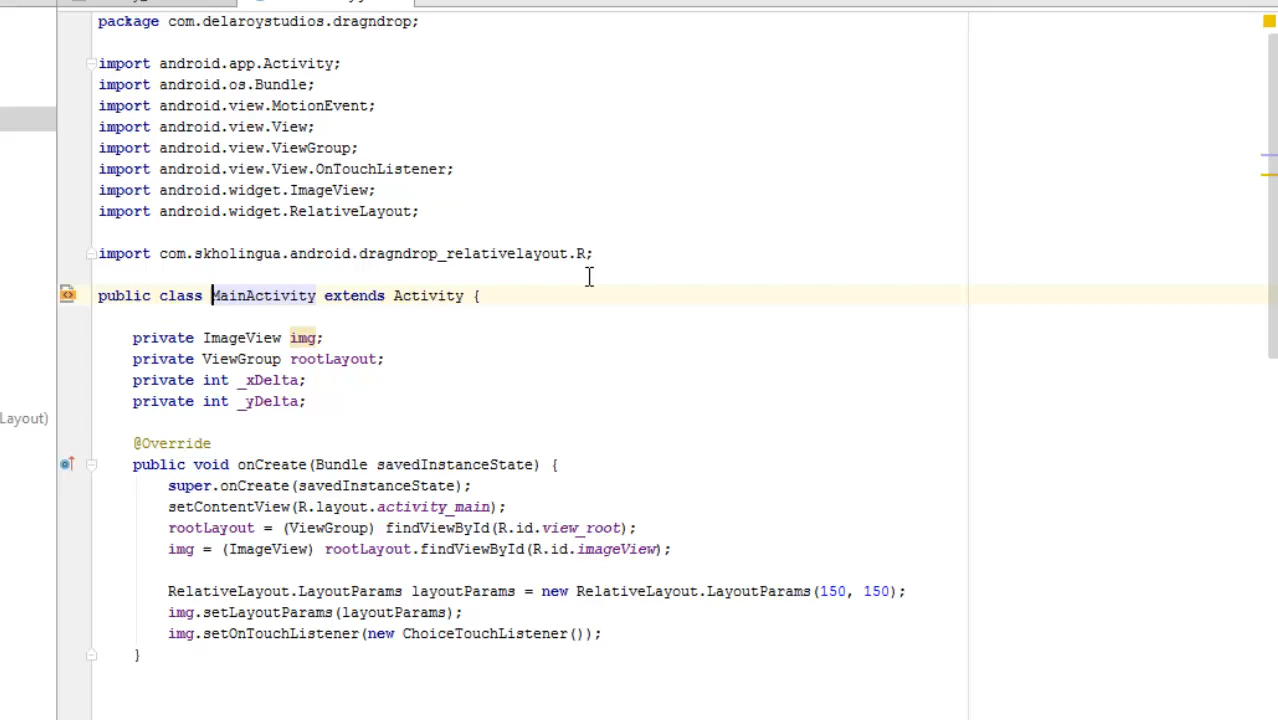 package com.delaroystudios.dragndrop;
import android.app.Activity;
import android.os.Bundle;
import android.view.MotionEvent;
import android.view.View;
import android.view.ViewGroup;
import android.view.View.OnTouchListener;
import android.widget.ImageView;
import android.widget.RelativeLayout;
import com.skholingua.android.dragndrop_relativelayout.R;
public class MainActivity extends Activity {
private ImageView img;
private ViewGroup rootLayout;
private int _xDelta;
private int _yDelta;
Layout)
@Override
public void onCreate(Bundle savedInstanceState) {
super.onCreate(savedInstanceState);
setContentView(R.layout.activity_main);
rootLayout = (ViewGroup) findViewById(R.id.view_root);
img = (ImageView) rootLayout.findViewById(R.id.imageView);
RelativeLayout.LayoutParams layoutParams = new RelativeLayout.LayoutParams(150, 150);
img.setLayoutParams(layoutParams);
img.setOnTouchListener(new ChoiceTouchListener());
}